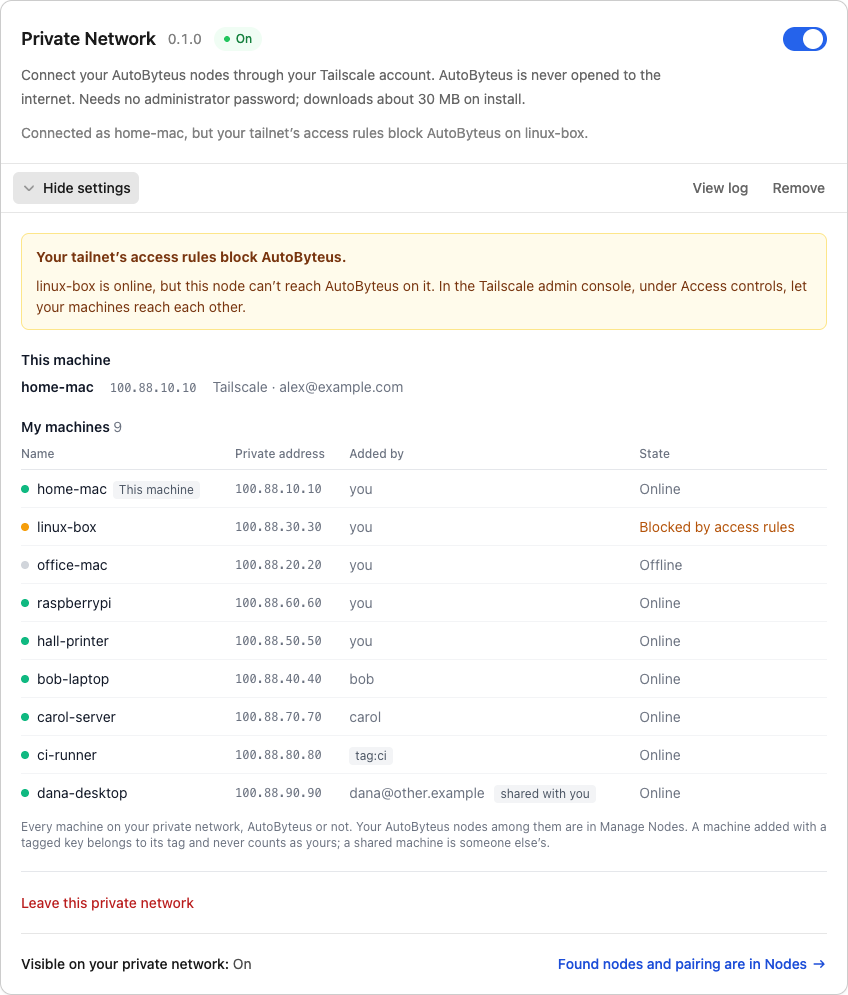 Private Network 0.1.0 On
Connect your AutoByteus nodes through your Tailscale account. AutoByteus is never opened to the
internet. Needs no administrator password; downloads about 30 MB on install.
Connected as home-mac, but your tailnet’s access rules block AutoByteus on linux-box.
Hide settings View log Remove
Your tailnet’s access rules block AutoByteus.
linux-box is online, but this node can’t reach AutoByteus on it. In the Tailscale admin console, under Access controls, let
your machines reach each other.
This machine
home-mac 100.88.10.10 Tailscale · alex@example.com
My machines 9
Name Private address Added by State
home-mac This machine 100.88.10.10 you Online
linux-box 100.88.30.30 you Blocked by access rules
office-mac 100.88.20.20 you Offline
raspberrypi 100.88.60.60 you Online
hall-printer 100.88.50.50 you Online
bob-laptop 100.88.40.40 bob Online
carol-server 100.88.70.70 carol Online
ci-runner 100.88.80.80 tag:ci Online
dana-desktop 100.88.90.90 dana@other.example shared with you Online
Every machine on your private network, AutoByteus or not. Your AutoByteus nodes among them are in Manage Nodes. A machine added with a
tagged key belongs to its tag and never counts as yours; a shared machine is someone else’s.
Leave this private network
Visible on your private network: On Found nodes and pairing are in Nodes →